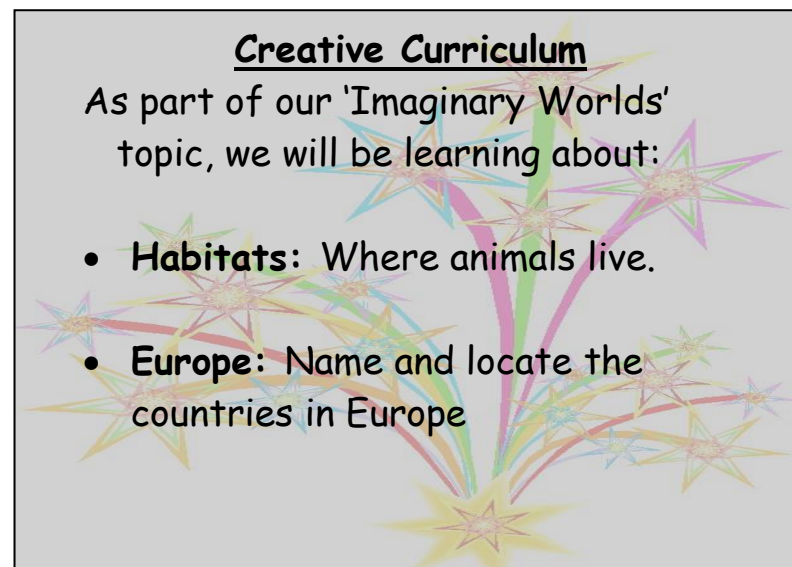 Creative Curriculum
As part of our ‘Imaginary Worlds’
topic, we will be learning about:
• Habitats: Where animals live.
• Europe: Name and locate the
countries in Europe